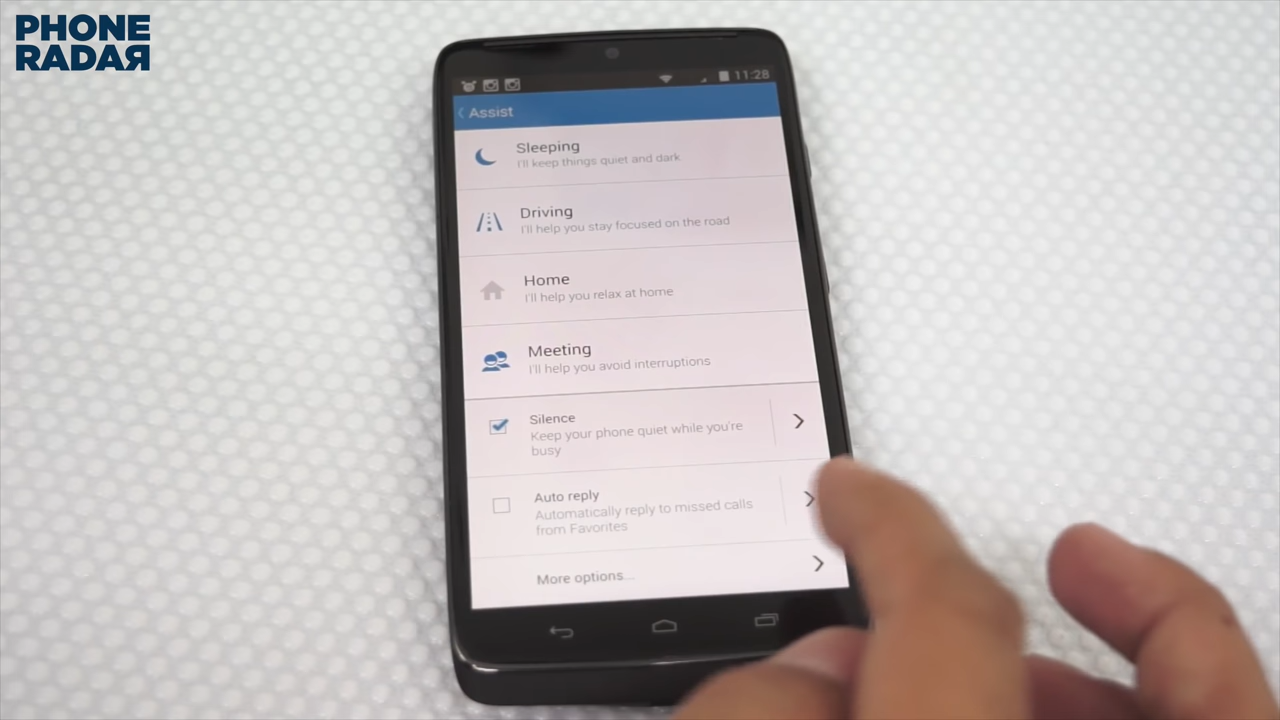 PHONE
RADAЯ
11:28
Assist
Sleeping
I'll keep things quiet and dark
Driving
I'll help you stay focused on the road
Home
I'll help you relax at home
Meeting
I'll help you avoid interruptions
Silence
Keep your phone quiet while you're
busy
Auto reply
Automatically reply to missed calls
from Favorites
More options...